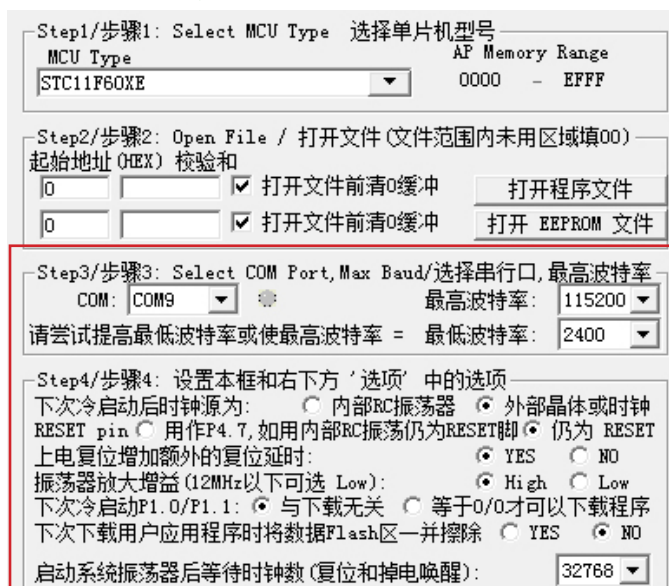 Step1/步骤1: Select MCU Type 选择单片机型号
MCU Type AP Memory Range
STC11F60XE 0000 - EFFF
Step2/步骤2: Open File / 打开文件(文件范围内未用区域填00)
起始地址(HEX) 校验和
0 打开文件前清0缓冲 打开程序文件
0 打开文件前清0缓冲 打开 EEPROM 文件
Step3/步骤3: Select COM Port,Max Baud/选择串行口,最高波特率
COM: COM9 最高波特率: 115200
请尝试提高最低波特率或使最高波特率 = 最低波特率: 2400
Step4/步骤4: 设置本框和右下方 '选项' 中的选项
下次冷启动后时钟源为: 内部RC振荡器 外部晶体或时钟
RESET pin 用作P4.7,如用内部RC振荡仍为RESET脚 仍为 RESET
上电复位增加额外的复位延时: YES NO
振荡器放大增益(12MHz以下可选 Low): High Low
下次冷启动P1.0/P1.1: 与下载无关 等于0/0才可以下载程序
下次下载用户应用程序时将数据Flash区一并擦除 YES NO
启动系统振荡器后等待时钟数(复位和掉电唤醒): 32768